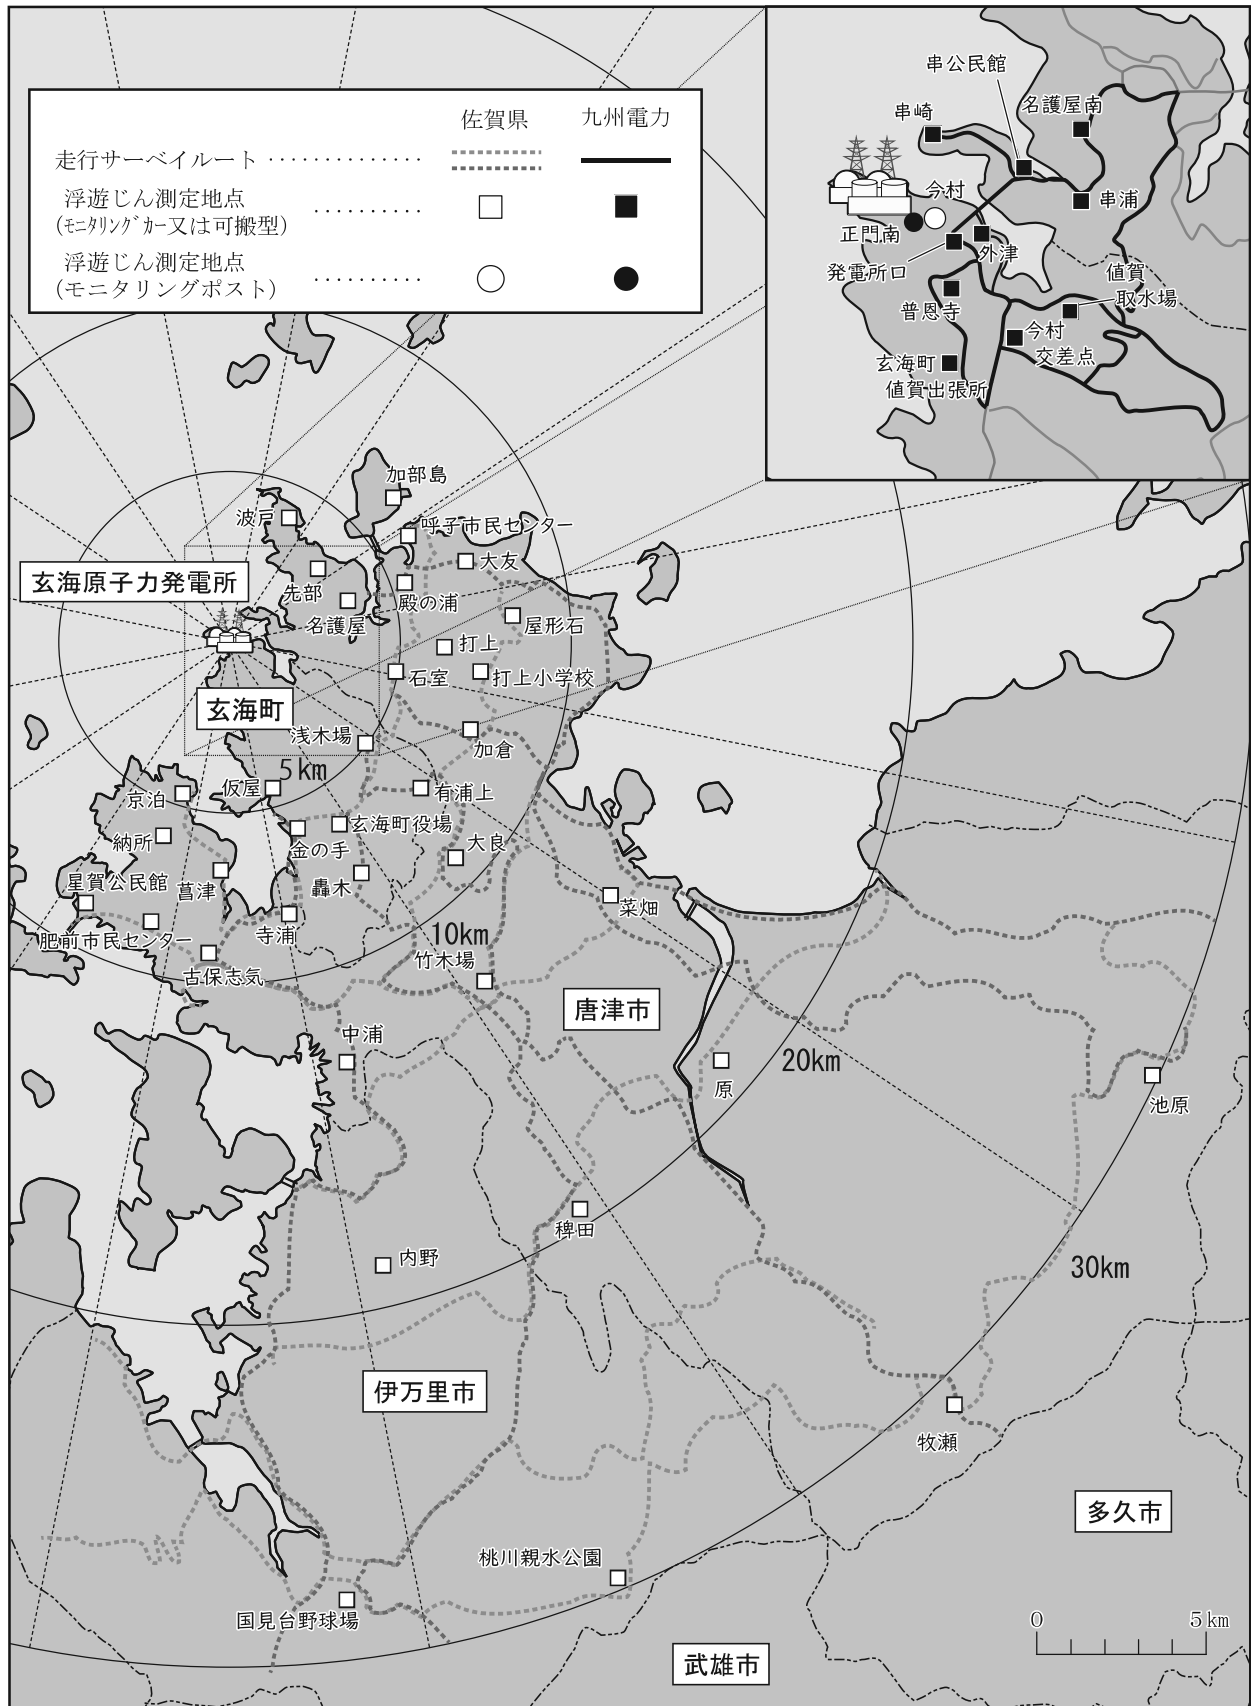 佐賀県
九州電力
走行サーベイルート ‥‥‥‥‥‥‥
浮遊じん測定地点
(ﾓﾆﾀﾘﾝｸﾞｶｰ又は可搬型)
浮遊じん測定地点
(モニタリングポスト)
串公民館
串崎
名護屋南
今村
串浦
正門南
外津
発電所口
値賀
取水場
普恩寺
今村
交差点
玄海町
値賀出張所
加部島
波戸
呼子市民センター
大友
玄海原子力発電所
先部
殿の浦
名護屋
屋形石
打上
石室
打上小学校
玄海町
浅木場
加倉
5km
仮屋
有浦上
京泊
玄海町役場
納所
金の手
大良
星賀公民館
菖津
轟木
菜畑
肥前市民センター
寺浦
10km
古保志気
竹木場
唐津市
中浦
20km
原
池原
稗田
内野
30km
伊万里市
牧瀬
多久市
桃川親水公園
国見台野球場
0
5km
武雄市